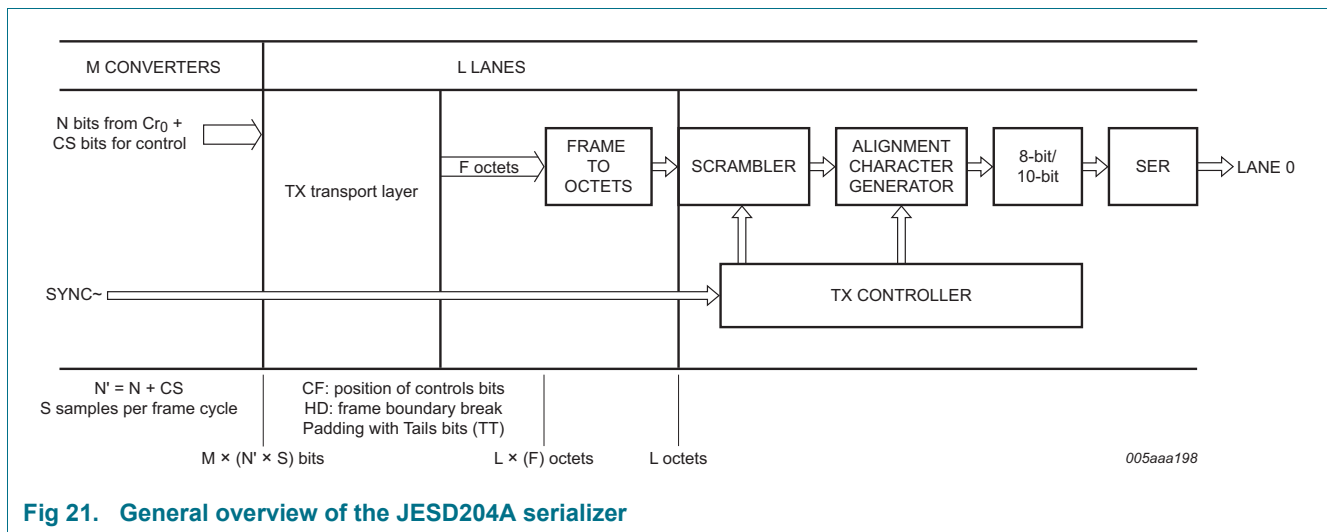 M CONVERTERS
L LANES
N bits from Cr0 +
CS bits for control
TX transport layer
F octets
FRAME
TO
OCTETS
SCRAMBLER
ALIGNMENT
CHARACTER
GENERATOR
8-bit/
10-bit
SER
LANE 0
SYNC~
TX CONTROLLER
N' = N + CS
S samples per frame cycle
CF: position of controls bits
HD: frame boundary break
Padding with Tails bits (TT)
M × (N' × S) bits
L × (F) octets
L octets
005aaa198
Fig 21. General overview of the JESD204A serializer